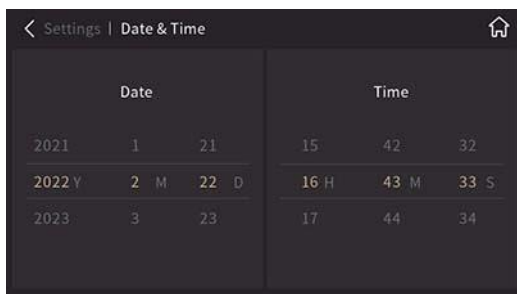 Settings | Date & Time
Date
2021 1 21
2022 Y 2 M 22 D
2023 3 23
Time
15 42 32
16 H 43 M 33 S
17 44 34